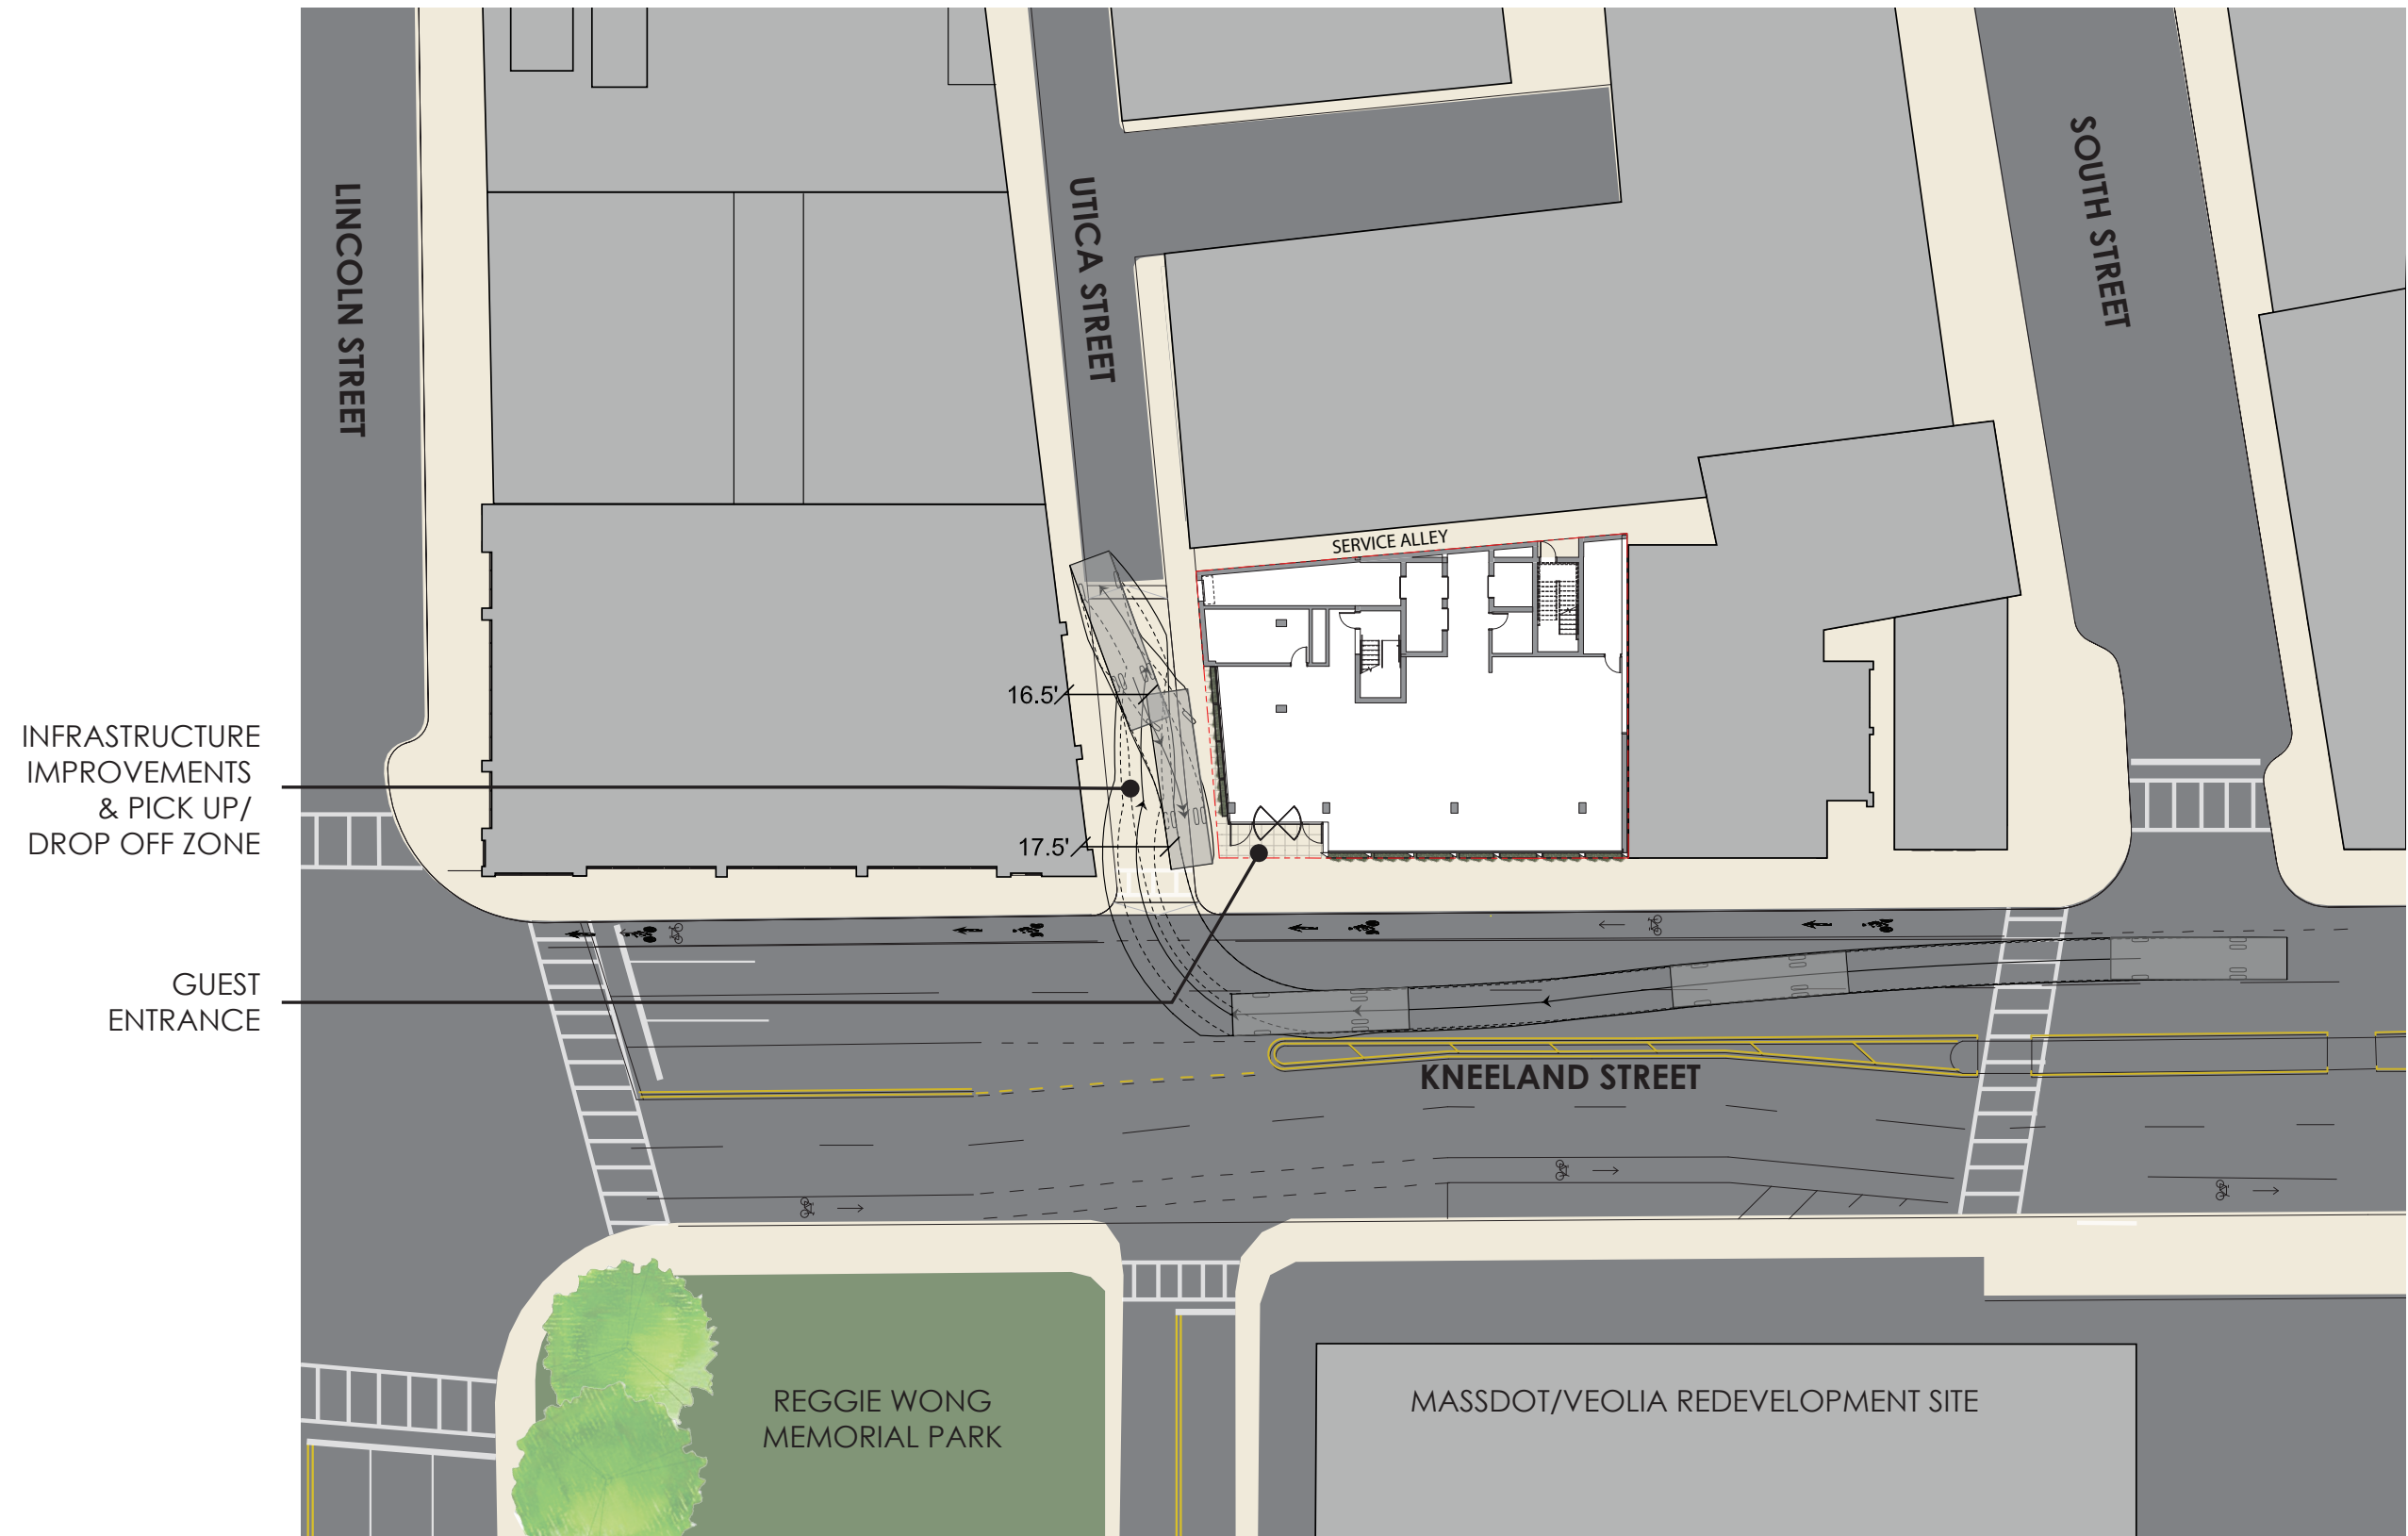 LINCOLN STREET
UTICA STREET
SOUTH STREET
SERVICE ALLEY
16.5'
INFRASTRUCTURE
IMPROVEMENTS
& PICK UP/
DROP OFF ZONE
17.5'
GUEST
ENTRANCE
KNEELAND STREET
REGGIE WONG
MEMORIAL PARK
MASSDOT/VEOLIA REDEVELOPMENT SITE